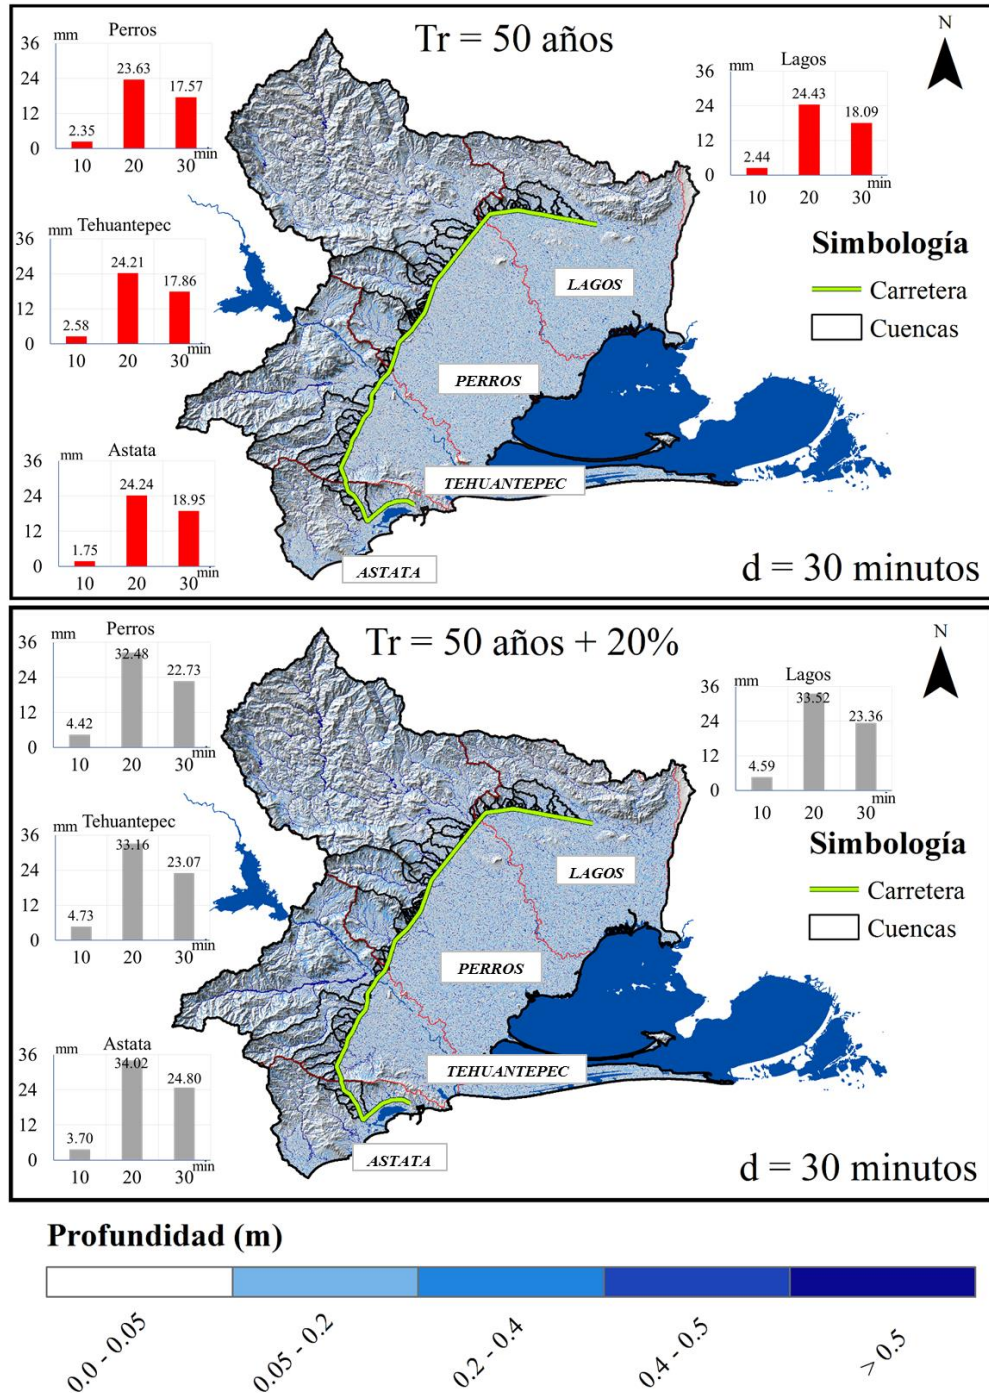 Tr = 50 años
N
Perros
mm
36
24
12
0
2.35
23.63
17.57
10
20
30
min
Lagos
mm
36
24
12
0
2.44
24.43
18.09
10
20
30
min
Tehuantepec
mm
36
24
12
0
2.58
24.21
17.86
10
20
30
min
Simbología
Carretera
Cuencas
LAGOS
PERROS
TEHUANTEPEC
ASTATA
Astata
mm
36
24
12
0
1.75
24.24
18.95
10
20
30
min
d = 30 minutos
Tr = 50 años + 20%
N
Perros
mm
36
24
12
0
4.42
32.48
22.73
10
20
30
min
Lagos
mm
36
24
12
0
4.59
33.52
23.36
10
20
30
min
Tehuantepec
mm
36
24
12
0
4.73
33.16
23.07
10
20
30
min
Simbología
Carretera
Cuencas
LAGOS
PERROS
TEHUANTEPEC
ASTATA
Astata
mm
36
24
12
0
3.70
34.02
24.80
10
20
30
min
d = 30 minutos
Profundidad (m)
0.0 - 0.05
0.05 - 0.2
0.2 - 0.4
0.4 - 0.5
> 0.5